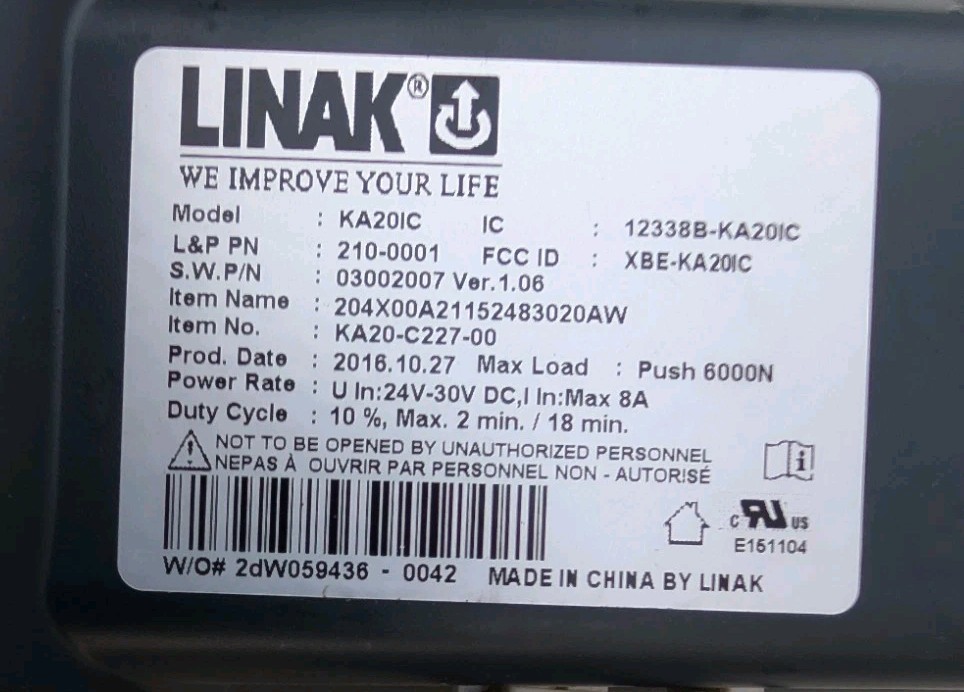 LINAK®
WE IMPROVE YOUR LIFE
Model : KA20IC IC : 12338B-KA20IC
L&P PN : 210-0001 FCC ID : XBE-KA20IC
S.W.P/N : 03002007 Ver.1.06
Item Name : 204X00A21152483020AW
Item No. : KA20-C227-00
Prod. Date : 2016.10.27 Max Load : Push 6000N
Power Rate : U In:24V-30V DC,I In:Max 8A
Duty Cycle : 10 %, Max. 2 min. / 18 min.
NOT TO BE OPENED BY UNAUTHORIZED PERSONNEL
NEPAS À OUVRIR PAR PERSONNEL NON - AUTORISÉ
c RU US
E151104
W/O# 2dW059436 - 0042 MADE IN CHINA BY LINAK